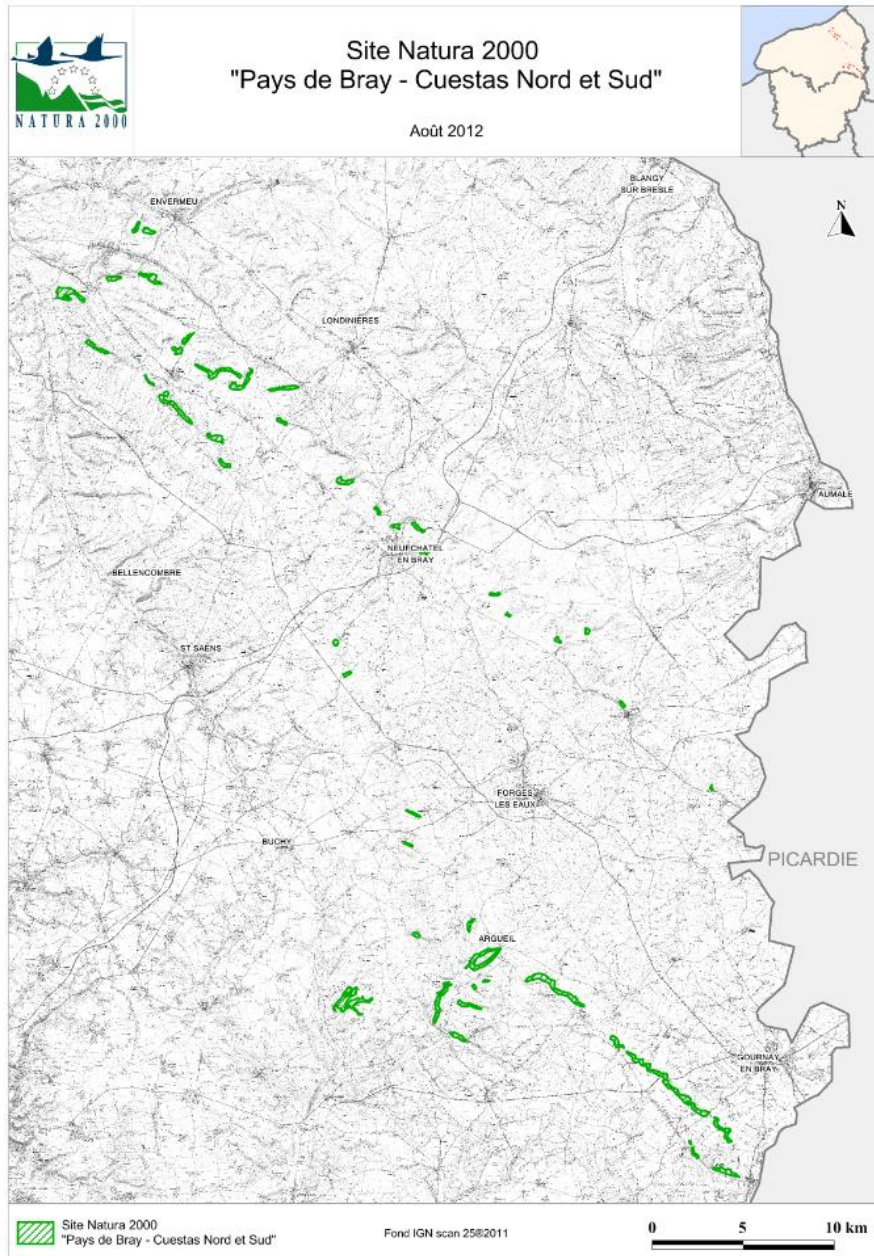 Site Natura 2000
"Pays de Bray - Cuestas Nord et Sud"
Août 2012
NATURA 2000
BLANGY
SUR BRESLE
ENVERMEU
N
LONDINIERES
AUMALE
NEUFCHATEL
EN BRAY
BELLENCOMBRE
ST SAENS
FORGES
LES EAUX
BUCHY
PICARDIE
ARGUEIL
GOURNAY
EN BRAY
Site Natura 2000
"Pays de Bray - Cuestas Nord et Sud"
Fond IGN scan 25®2011
0 5 10 km